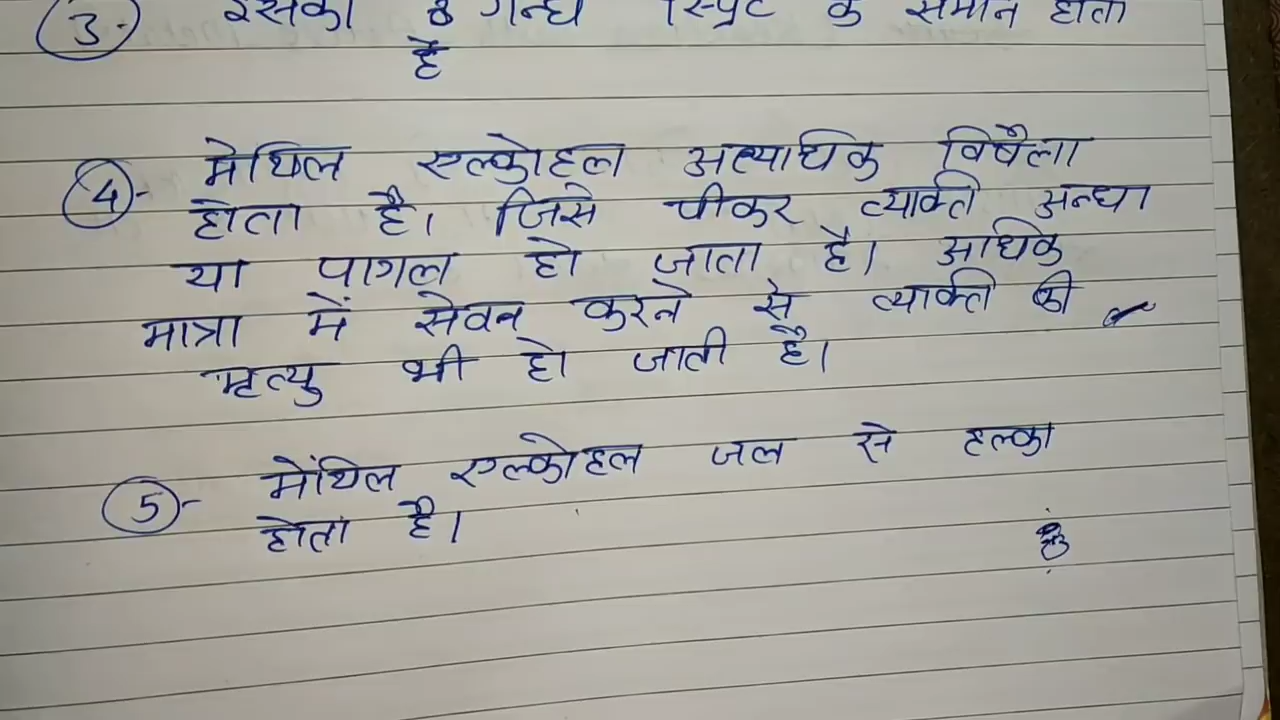 3. इसका गन्ध स्प्रिट के समान होता
है
4- मेथिल एल्कोहल अत्याधिक विषैला
होता है। जिसे पीकर व्यक्ति अन्धा
या पागल हो जाता है। अधिक
मात्रा में सेवन करने से व्यक्ति की
मृत्यु भी हो जाती है।
5- मेंथिल एल्कोहल जल से हल्का
होता है।